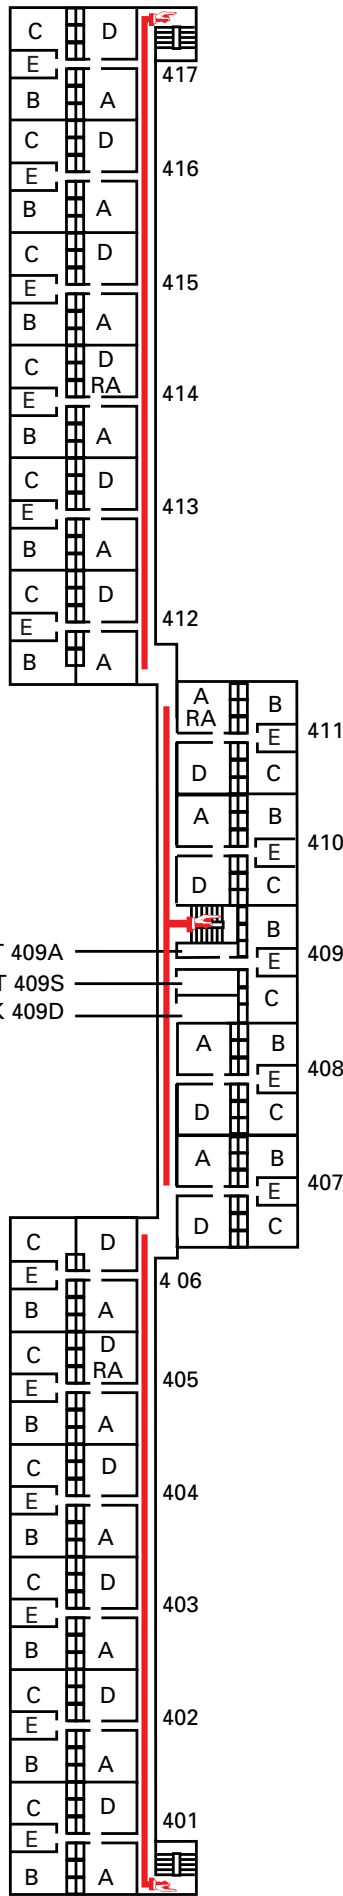 C D
E
417
B A
C D
416
E
B A
C D
415
E
B A
C D
RA
414
E
B A
C D
413
E
B A
C D
412
E
B A
A
RA B
E 411
D C
A B
410
E
D C
B
T 409A E 409
T 409S
C
K 409D
A B
408
E
D C
A B
407
E
D C
C D
E 4 06
B A
C D
RA
405
E
B A
C D
404
E
B A
C D
403
E
B A
C D
402
E
B A
C D
401
E
B A